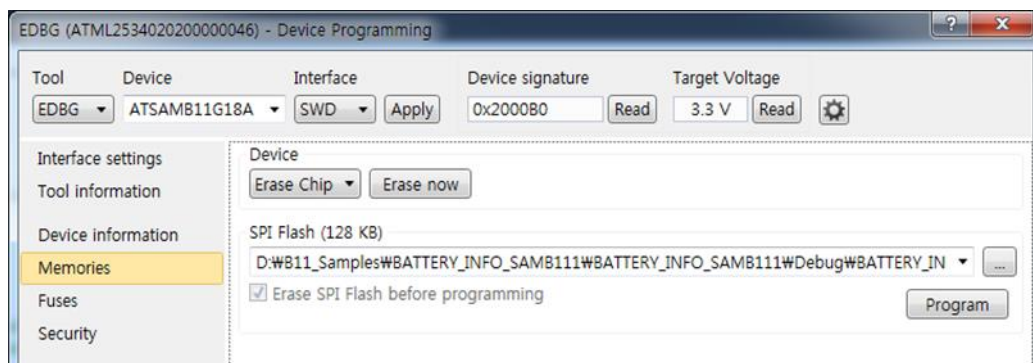 EDBG (ATML2534020200000046) - Device Programming
Tool Device Interface Device signature Target Voltage
EDBG ATSAMB11G18A SWD Apply 0x2000B0 Read 3.3 V Read
Interface settings
Tool information
Device information
Memories
Fuses
Security
Device
Erase Chip Erase now
SPI Flash (128 KB)
D:₩B11_Samples₩BATTERY_INFO_SAMB111₩BATTERY_INFO_SAMB111₩Debug₩BATTERY_IN ...
Erase SPI Flash before programming
Program